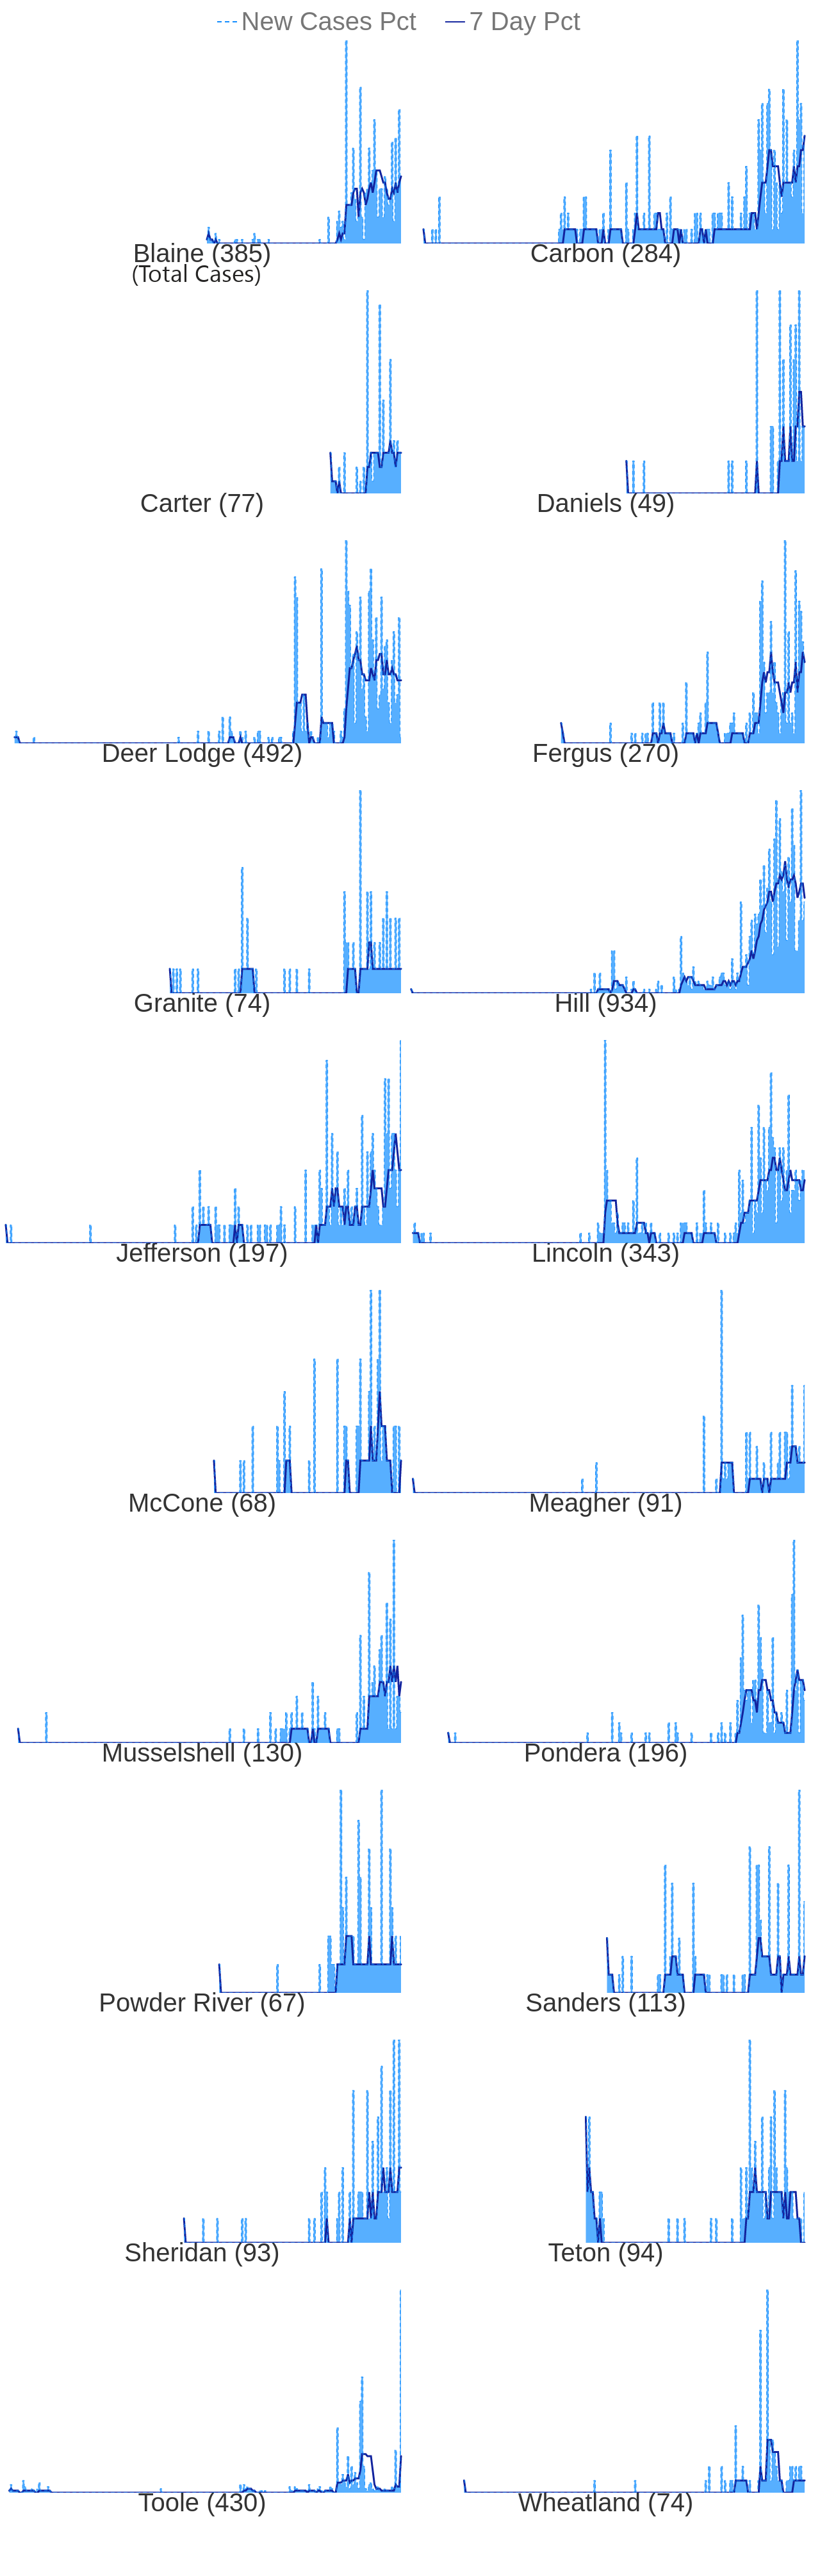 New Cases Pct 7 Day Pct
Blaine (385) Carbon (284)
(Total Cases)
Carter (77) Daniels (49)
Deer Lodge (492) Fergus (270)
Granite (74) Hill (934)
Jefferson (197) Lincoln (343)
McCone (68) Meagher (91)
Musselshell (130) Pondera (196)
Powder River (67) Sanders (113)
Sheridan (93) Teton (94)
Toole (430) Wheatland (74)